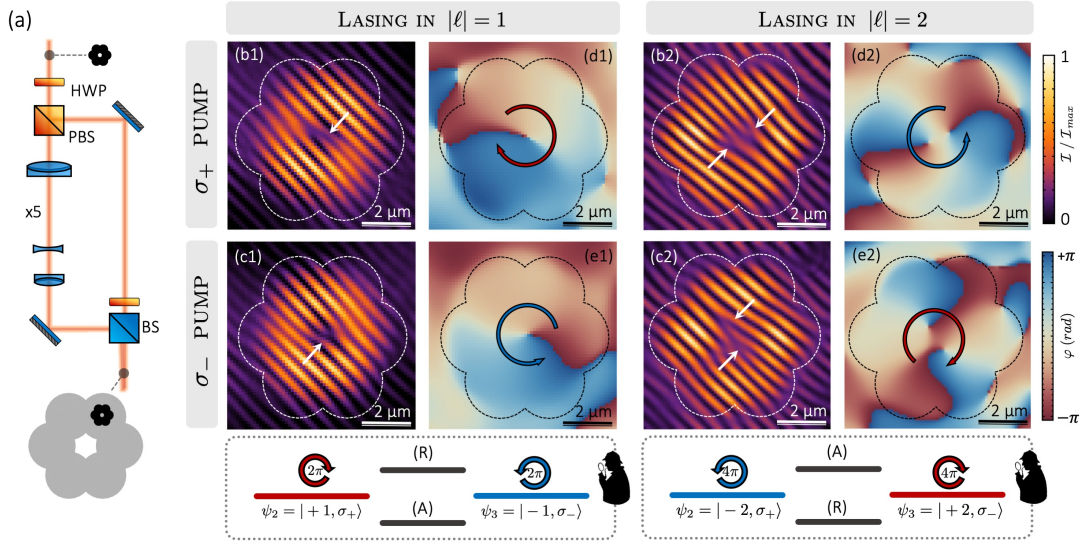 (a)
HWP
PBS
x5
BS
LASING IN |ℓ| = 1
LASING IN |ℓ| = 2
σ+ PUMP
(b1)
2 μm
(d1)
2 μm
(b2)
2 μm
(d2)
2 μm
1
I / Imax
0
σ− PUMP
(c1)
2 μm
(e1)
2 μm
(c2)
2 μm
(e2)
2 μm
+π
φ (rad)
−π
2π
(R)
2π
ψ2 = | + 1, σ+⟩
(A)
ψ3 = | − 1, σ−⟩
4π
(A)
4π
ψ2 = | − 2, σ+⟩
(R)
ψ3 = | + 2, σ−⟩